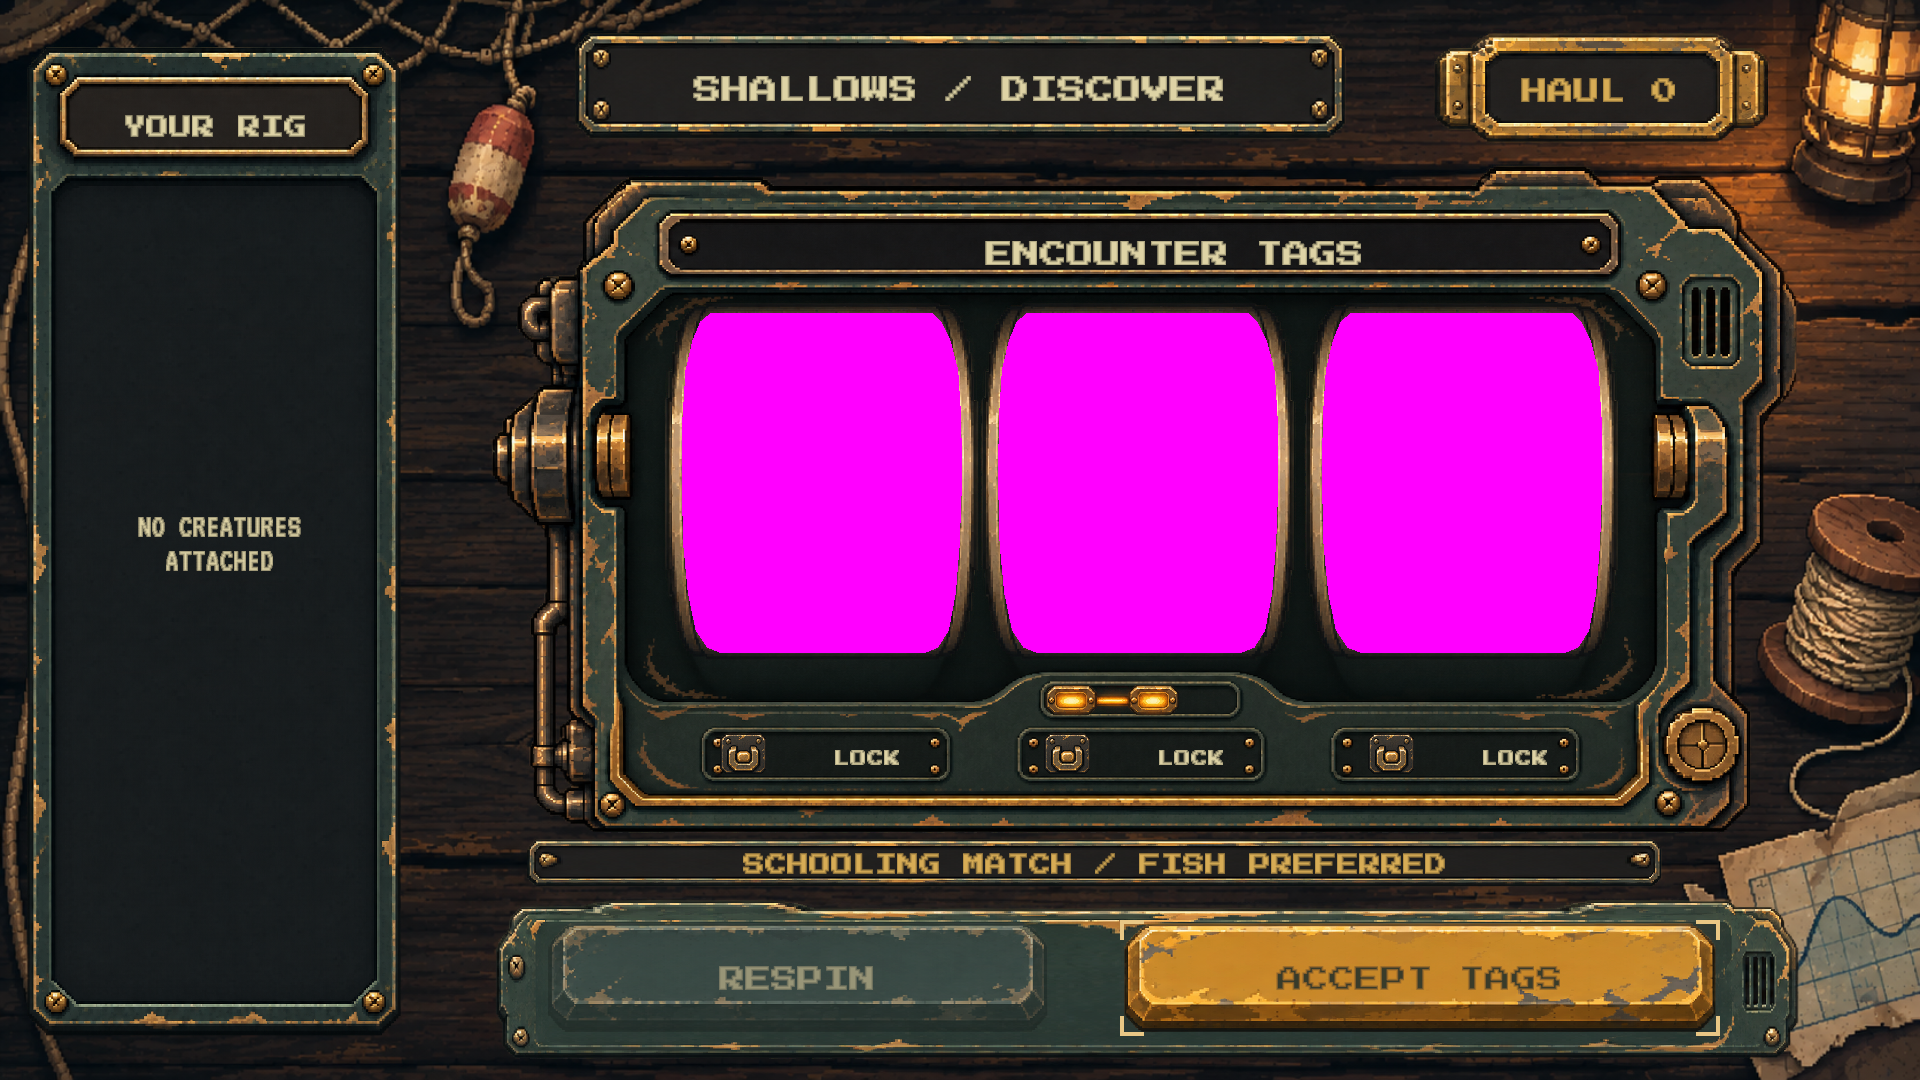 YOUR RIG
NO CREATURES
ATTACHED
SHALLOWS / DISCOVER
HAUL 0
ENCOUNTER TAGS
LOCK
LOCK
LOCK
SCHOOLING MATCH / FISH PREFERRED
RESPIN
ACCEPT TAGS